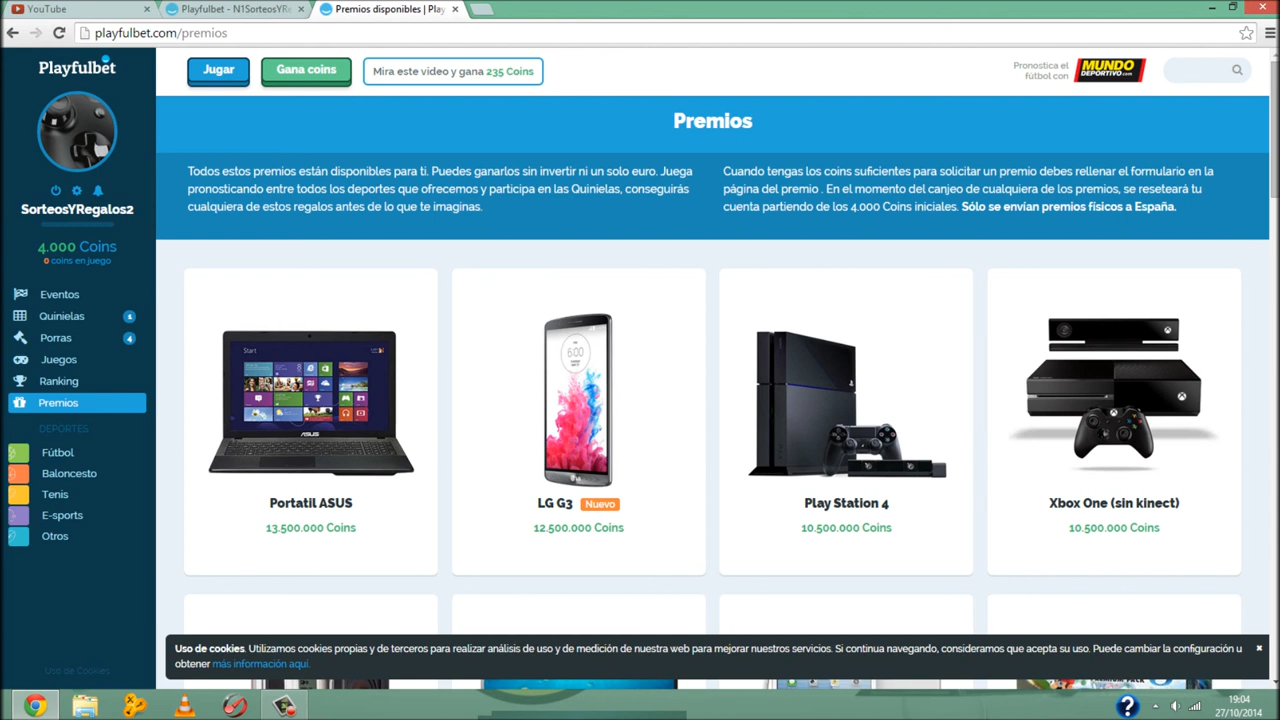 YouTube
Playfulbet - N1SorteosYRe
Premios disponibles | Play
playfulbet.com/premios
Playfulbet
Jugar
Gana coins
Mira este video y gana 235 Coins
Pronostica el
fútbol con
MUNDO
DEPORTIVO.com
SorteosYRegalos2
4.000 Coins
0 coins en juego
Eventos
Quinielas 1
Porras 4
Juegos
Ranking
Premios
DEPORTES
Fútbol
Baloncesto
Tenis
E-sports
Otros
Uso de Cookies
Premios
Todos estos premios están disponibles para ti. Puedes ganarlos sin invertir ni un solo euro. Juega
pronosticando entre todos los deportes que ofrecemos y participa en las Quinielas, conseguirás
cualquiera de estos regalos antes de lo que te imaginas.
Cuando tengas los coins suficientes para solicitar un premio debes rellenar el formulario en la
página del premio . En el momento del canjeo de cualquiera de los premios, se reseteará tu
cuenta partiendo de los 4.000 Coins iniciales. Sólo se envían premios físicos a España.
Start
ASUS
Portatil ASUS
13.500.000 Coins
6:00
LG G3 Nuevo
12.500.000 Coins
Play Station 4
10.500.000 Coins
Xbox One (sin kinect)
10.500.000 Coins
Uso de cookies. Utilizamos cookies propias y de terceros para realizar análisis de uso y de medición de nuestra web para mejorar nuestros servicios. Si continua navegando, consideramos que acepta su uso. Puede cambiar la configuración u
obtener más información aquí.
19:04
27/10/2014